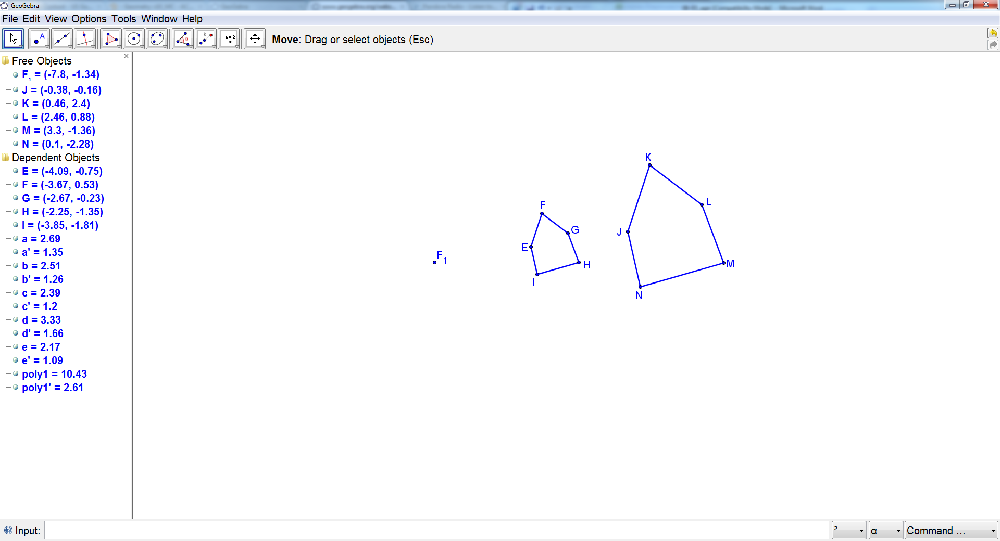 GeoGebra
File Edit View Options Tools Window Help
A α k a=2 Move: Drag or select objects (Esc)
Free Objects
F₁ = (-7.8, -1.34)
J = (-0.38, -0.16)
K = (0.46, 2.4)
L = (2.46, 0.88)
M = (3.3, -1.36)
N = (0.1, -2.28)
Dependent Objects
E = (-4.09, -0.75)
F = (-3.67, 0.53)
G = (-2.67, -0.23)
H = (-2.25, -1.35)
I = (-3.85, -1.81)
a = 2.69
a' = 1.35
b = 2.51
b' = 1.26
c = 2.39
c' = 1.2
d = 3.33
d' = 1.66
e = 2.17
e' = 1.09
poly1 = 10.43
poly1' = 2.61
K
L
F
G
J
E
F₁
H
M
I
N
Input: ² α Command ...